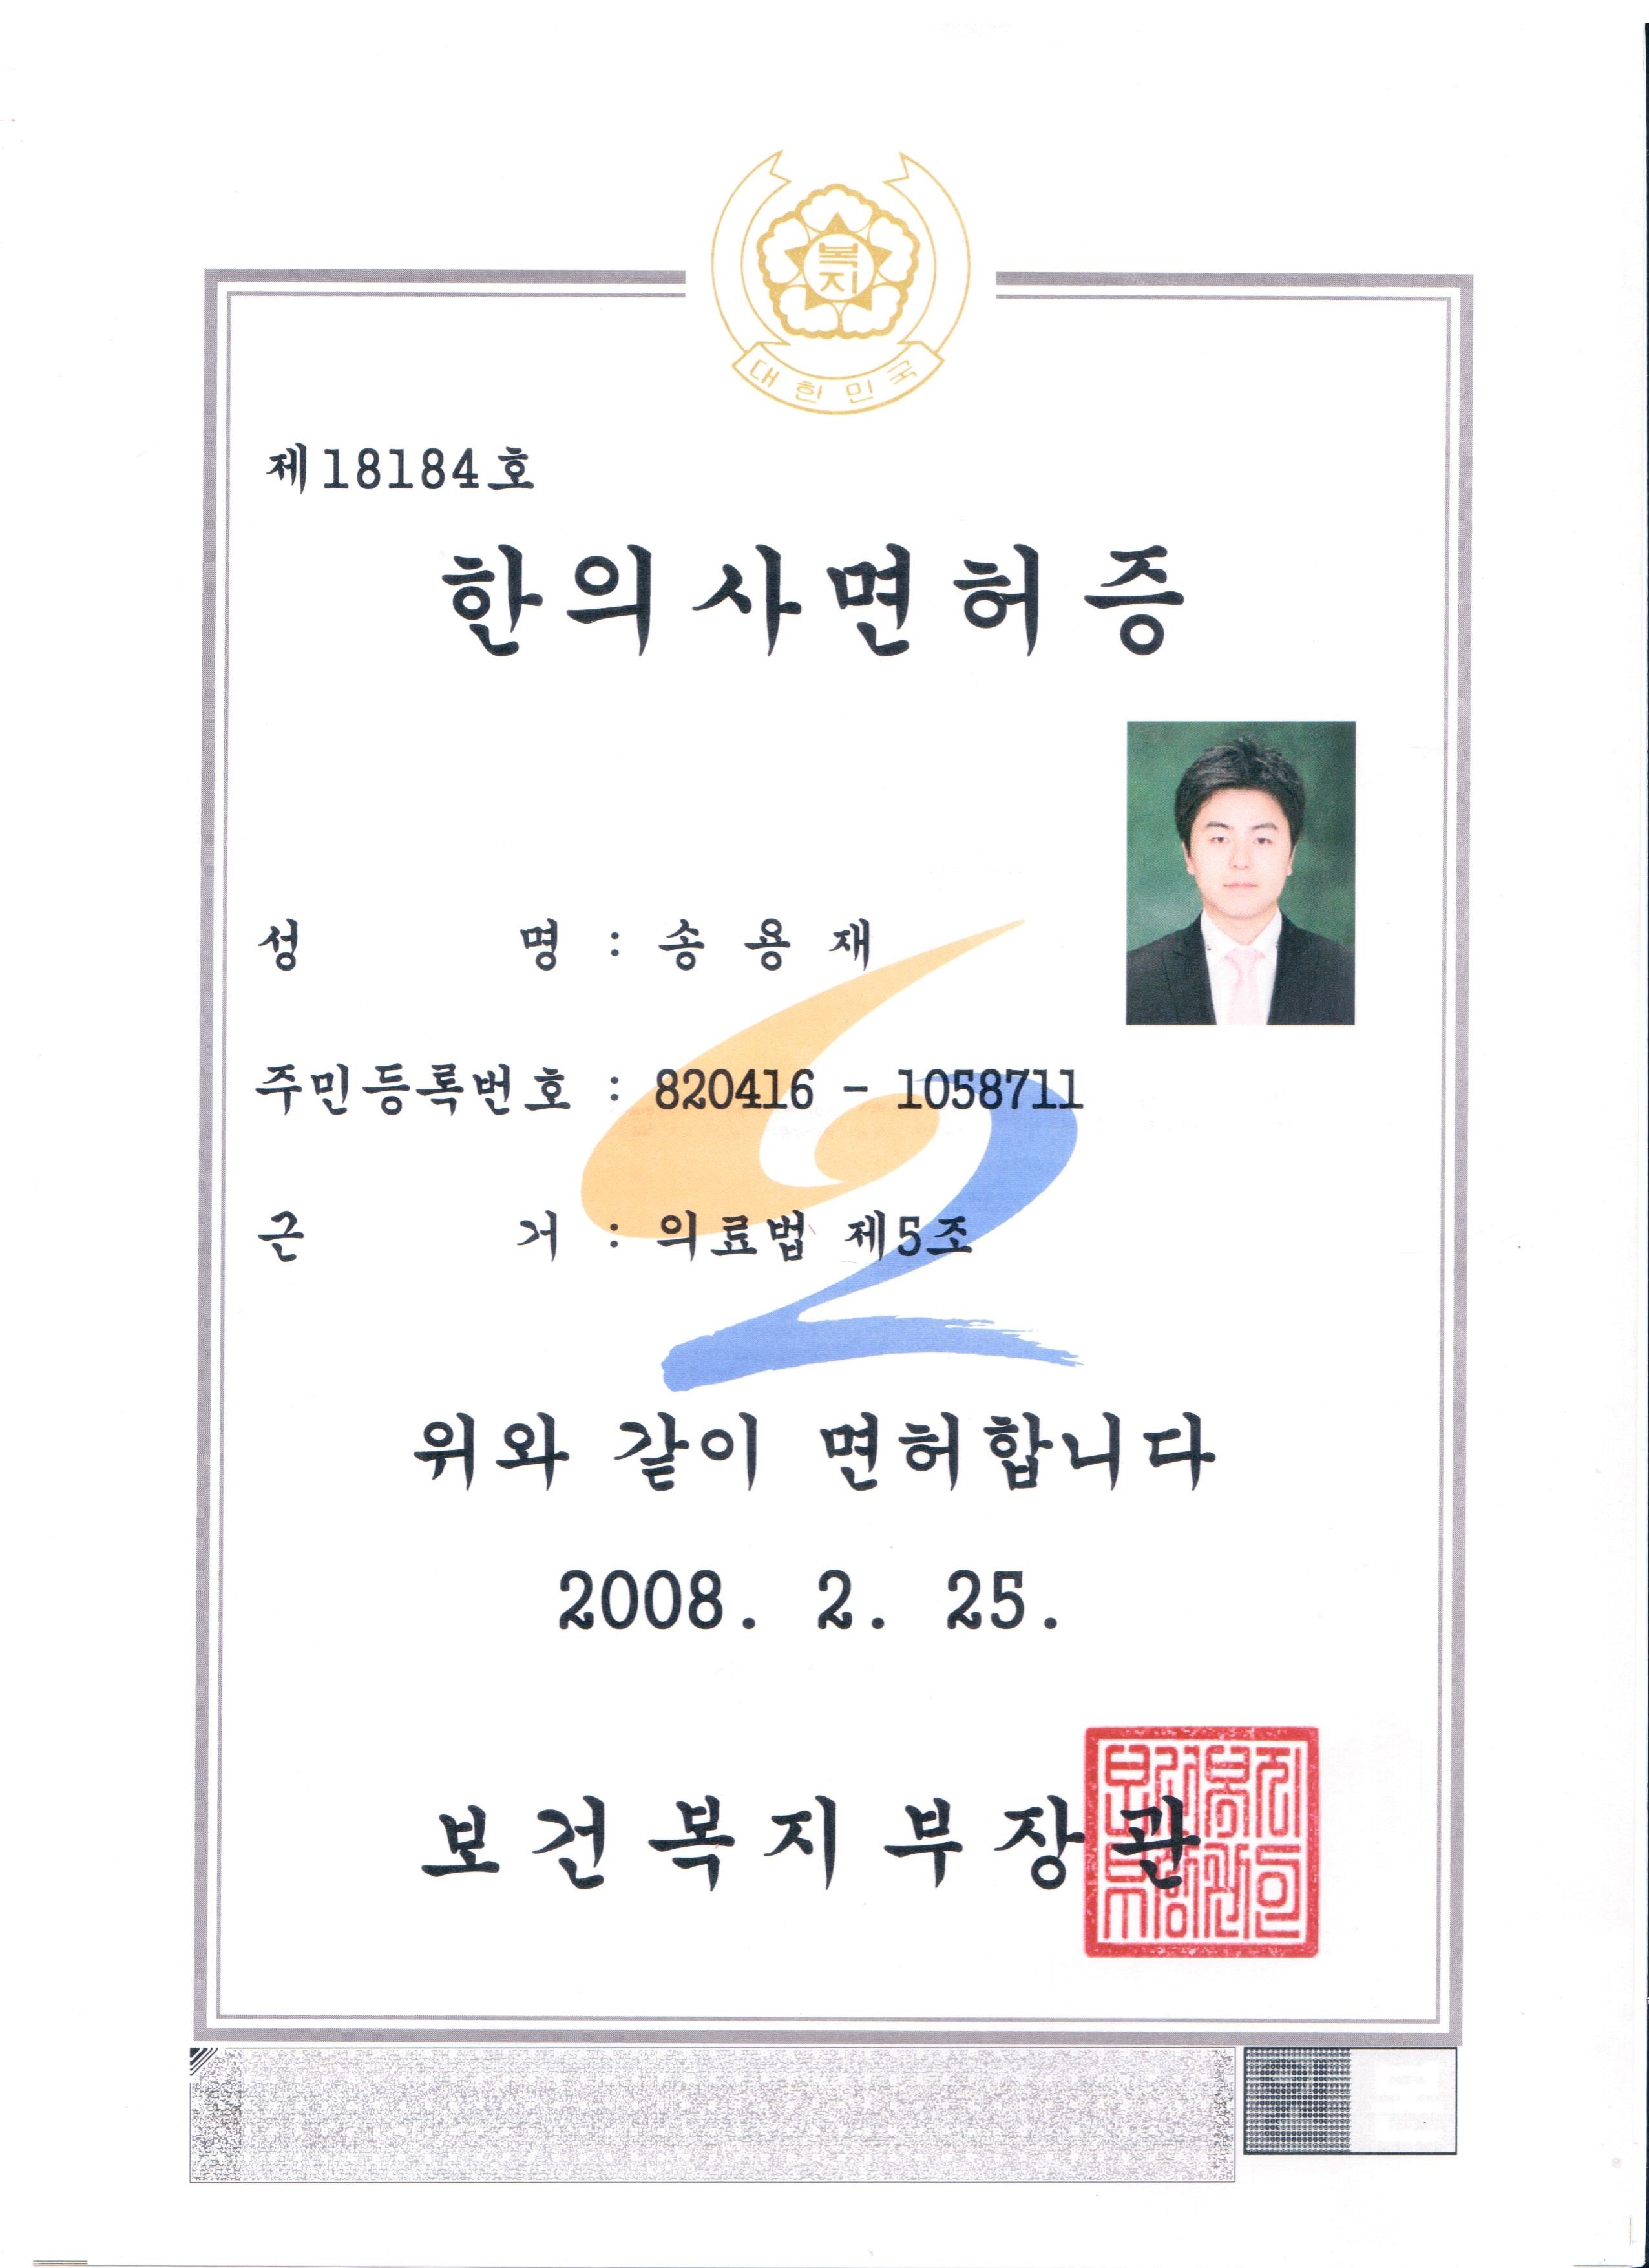 복지
대한민국
제18184호
한의사면허증
성 명 : 송 용 재
주민등록번호 : 820416 - 1058711
근 거 : 의료법 제5조
위와 같이 면허합니다
2008. 2. 25.
보건복지부장관